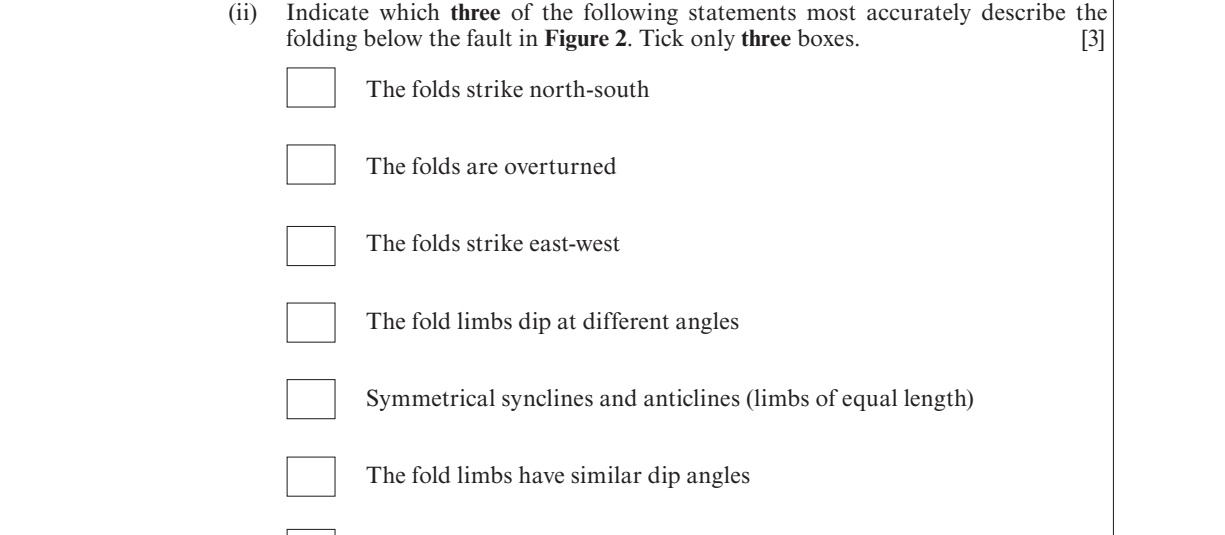 (ii) Indicate which three of the following statements most accurately describe the
folding below the fault in Figure 2. Tick only three boxes. [3]
The folds strike north-south
The folds are overturned
The folds strike east-west
The fold limbs dip at different angles
Symmetrical synclines and anticlines (limbs of equal length)
The fold limbs have similar dip angles